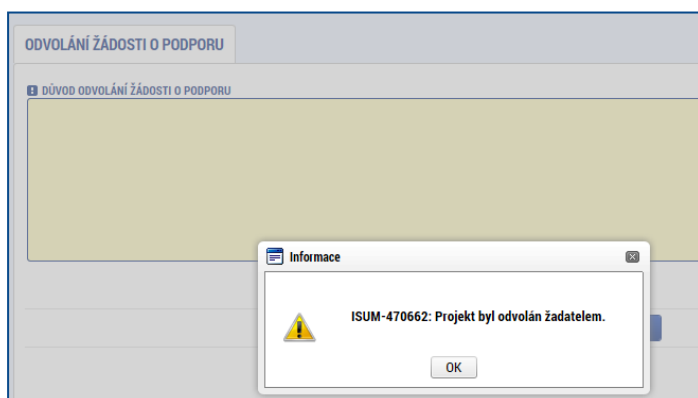 ODVOLÁNÍ ŽÁDOSTI O PODPORU
DŮVOD ODVOLÁNÍ ŽÁDOSTI O PODPORU
Informace
ISUM-470662: Projekt byl odvolán žadatelem.
OK